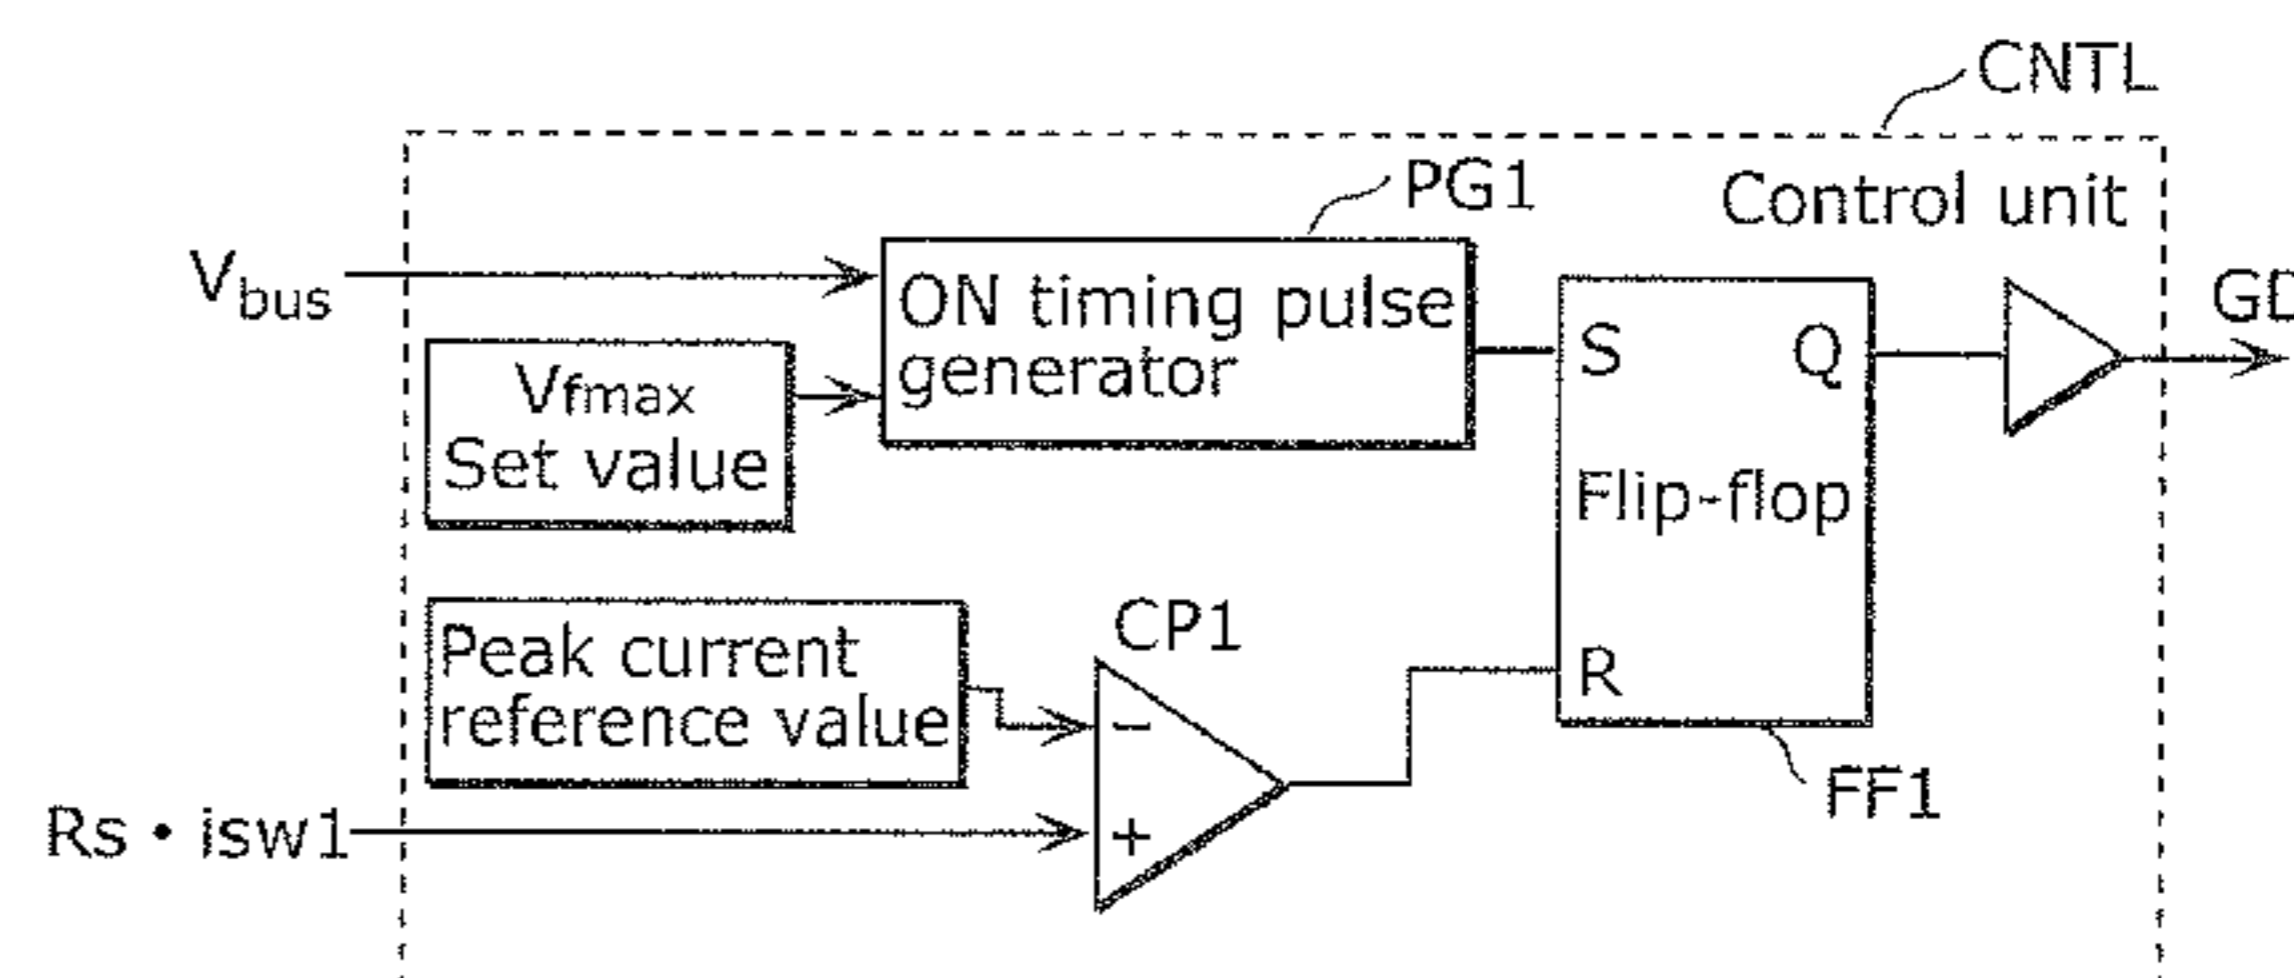 CNTL
PG1
Control unit
Vbus
ON timing pulse
generator
GD
S
Q
Vfmax
Set value
Flip-flop
Peak current
reference value
CP1
R
−
FF1
Rs • isw1
+